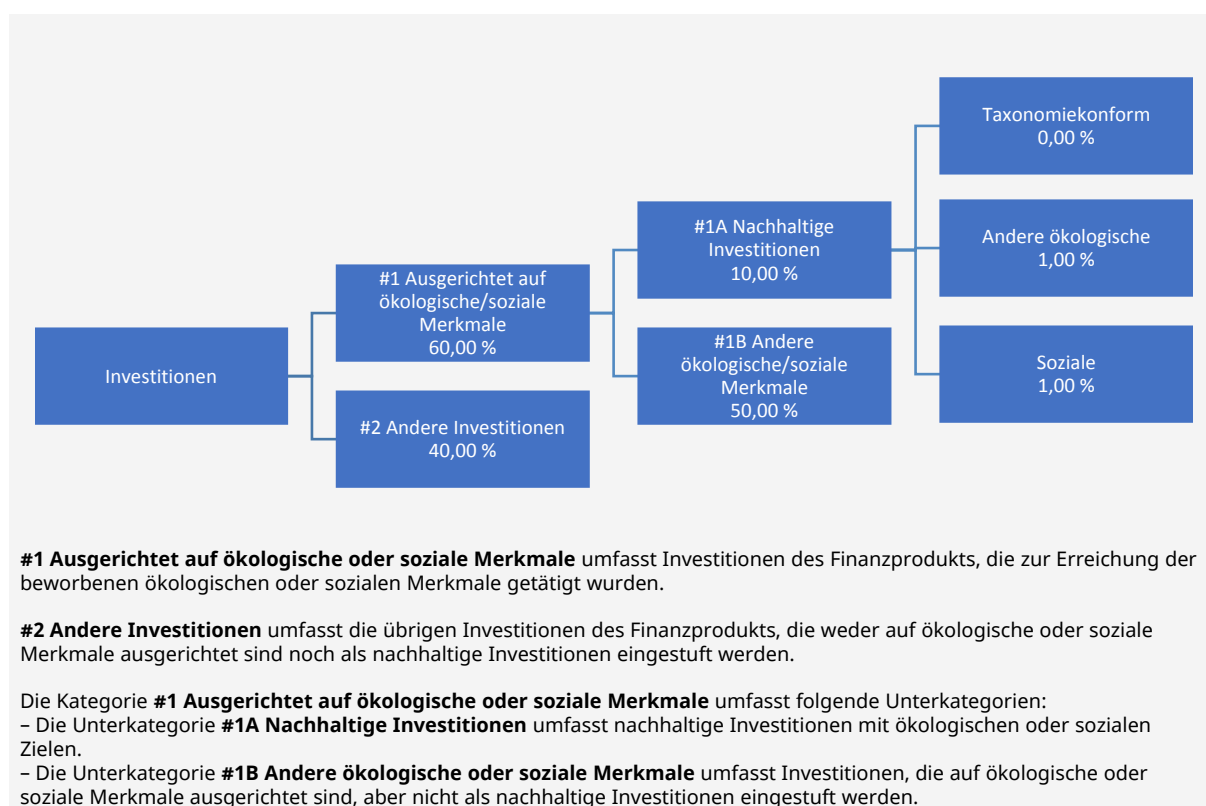 Investitionen
#1 Ausgerichtet auf
ökologische/soziale
Merkmale
60,00 %
#2 Andere Investitionen
40,00 %
#1A Nachhaltige
Investitionen
10,00 %
#1B Andere
ökologische/soziale
Merkmale
50,00 %
Taxonomiekonform
0,00 %
Andere ökologische
1,00 %
Soziale
1,00 %
#1 Ausgerichtet auf ökologische oder soziale Merkmale umfasst Investitionen des Finanzprodukts, die zur Erreichung der
beworbenen ökologischen oder sozialen Merkmale getätigt wurden.
#2 Andere Investitionen umfasst die übrigen Investitionen des Finanzprodukts, die weder auf ökologische oder soziale
Merkmale ausgerichtet sind noch als nachhaltige Investitionen eingestuft werden.
Die Kategorie #1 Ausgerichtet auf ökologische oder soziale Merkmale umfasst folgende Unterkategorien:
– Die Unterkategorie #1A Nachhaltige Investitionen umfasst nachhaltige Investitionen mit ökologischen oder sozialen
Zielen.
– Die Unterkategorie #1B Andere ökologische oder soziale Merkmale umfasst Investitionen, die auf ökologische oder
soziale Merkmale ausgerichtet sind, aber nicht als nachhaltige Investitionen eingestuft werden.